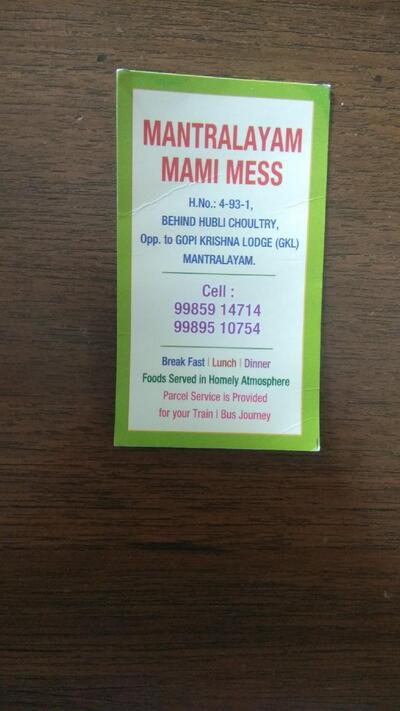 MANTRALAYAM
MAMI MESS
H.No.: 4-93-1,
BEHIND HUBLI CHOULTRY,
Opp. to GOPI KRISHNA LODGE (GKL)
MANTRALAYAM.
Cell :
99859 14714
99895 10754
Break Fast | Lunch | Dinner
Foods Served in Homely Atmosphere
Parcel Service is Provided
for your Train | Bus Journey